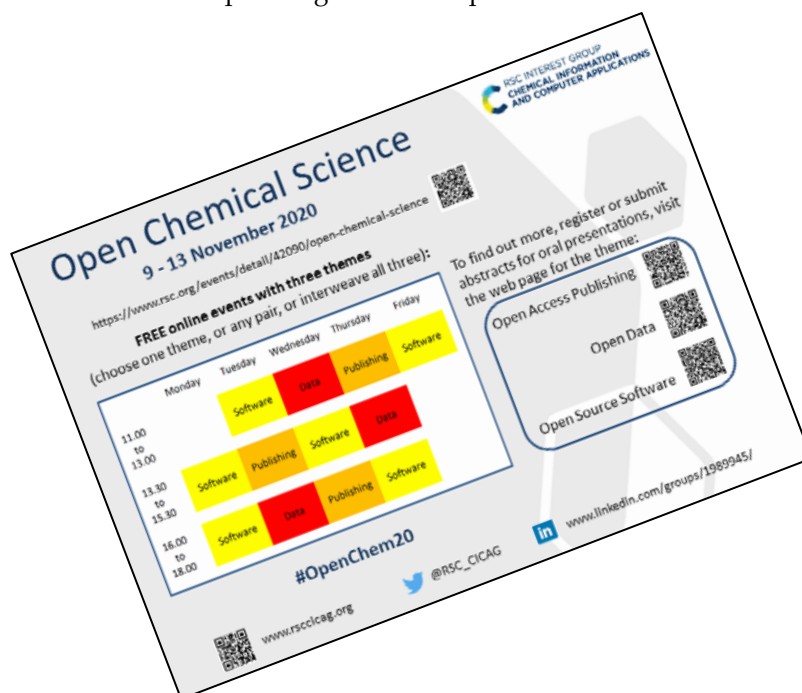 RSC INTEREST GROUP
CHEMICAL INFORMATION
AND COMPUTER APPLICATIONS
Open Chemical Science
9 - 13 November 2020
https://www.rsc.org/events/detail/42090/open-chemical-science
FREE online events with three themes
(choose one theme, or any pair, or interweave all three):
Monday Tuesday Wednesday Thursday Friday
11.00
to
13.00
Software Data Publishing Software
13.30
to
15.30
Software Publishing Software Data
16.00
to
18.00
Software Data Publishing Software
To find out more, register or submit
abstracts for oral presentations, visit
the web page for the theme:
Open Access Publishing
Open Data
Open Source Software
#OpenChem20
www.rsccicag.org
@RSC_CICAG
in
www.linkedin.com/groups/1989945/